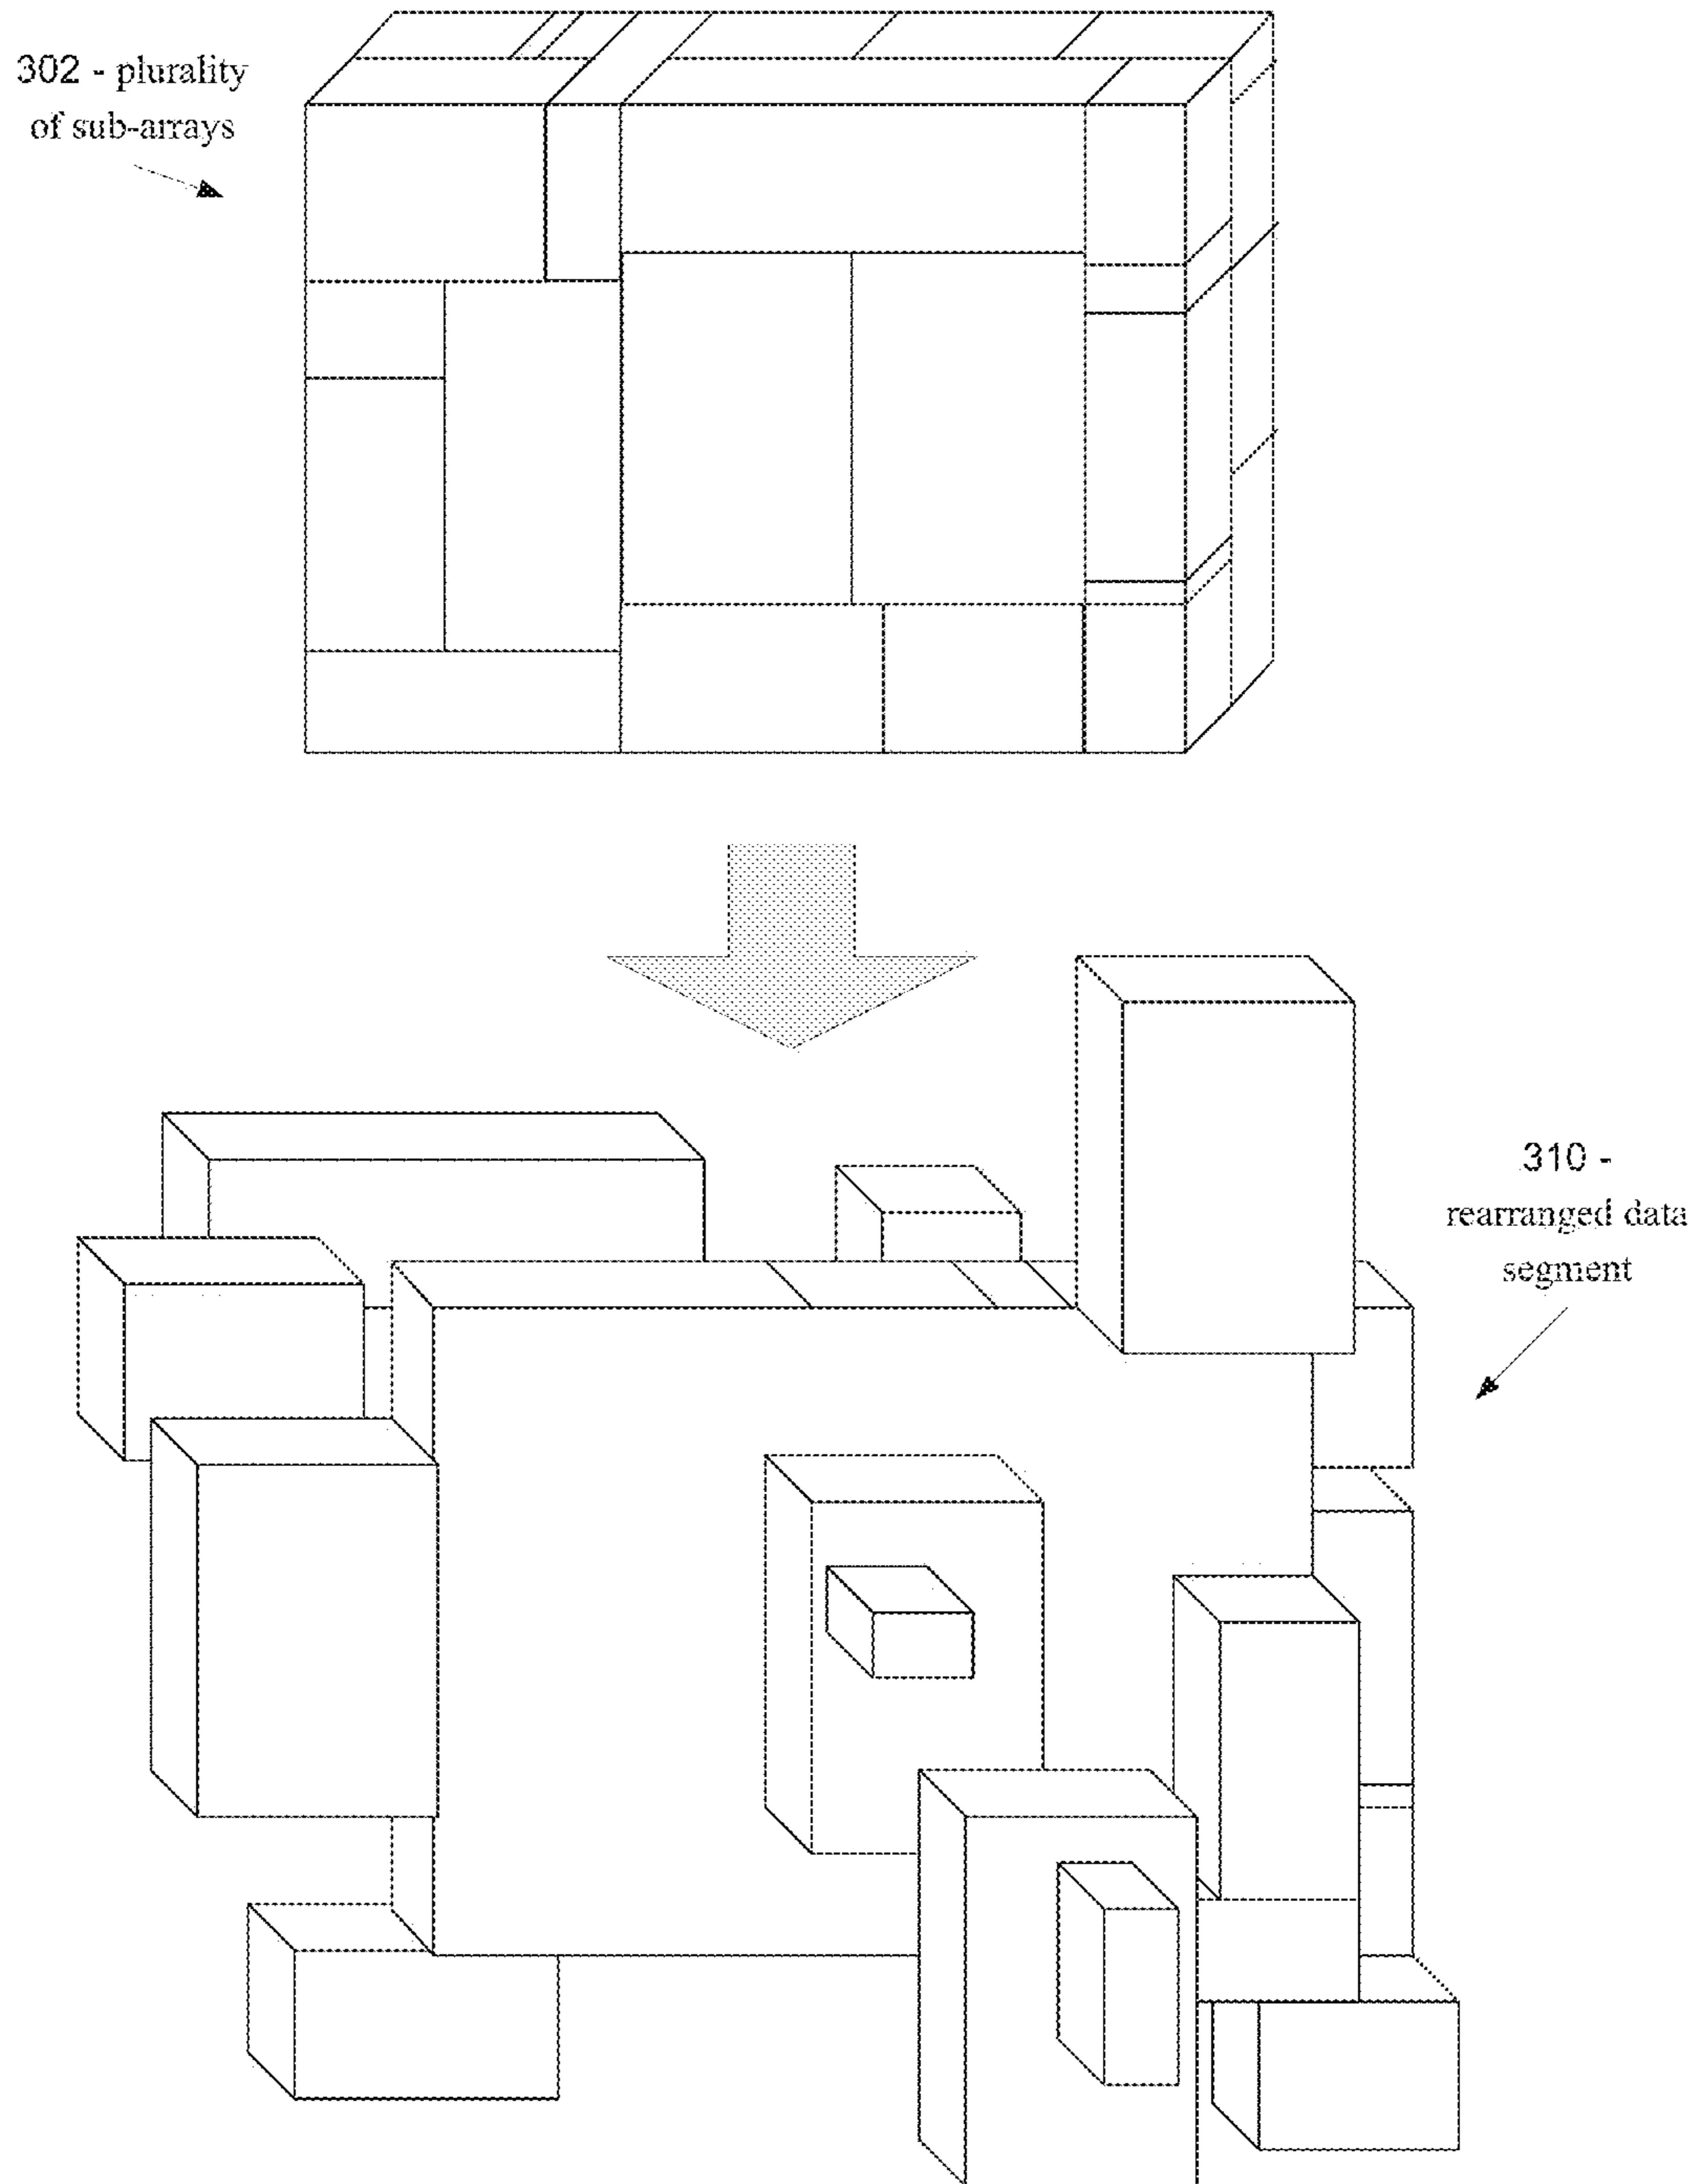 302 - plurality
of sub-arrays
310 -
rearranged data
segment